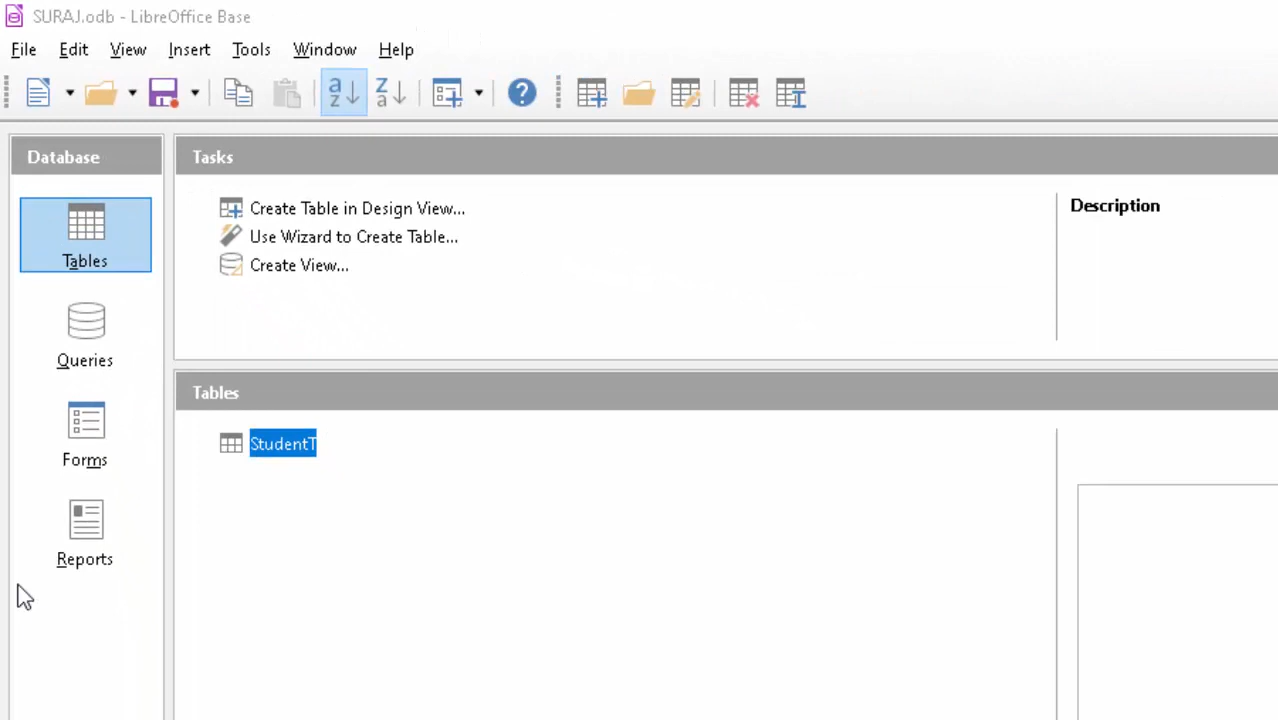 SURAJ.odb - LibreOffice Base
File Edit View Insert Tools Window Help
Database
Tables
Queries
Forms
Reports
Tasks
Create Table in Design View...
Use Wizard to Create Table...
Create View...
Description
Tables
StudentT